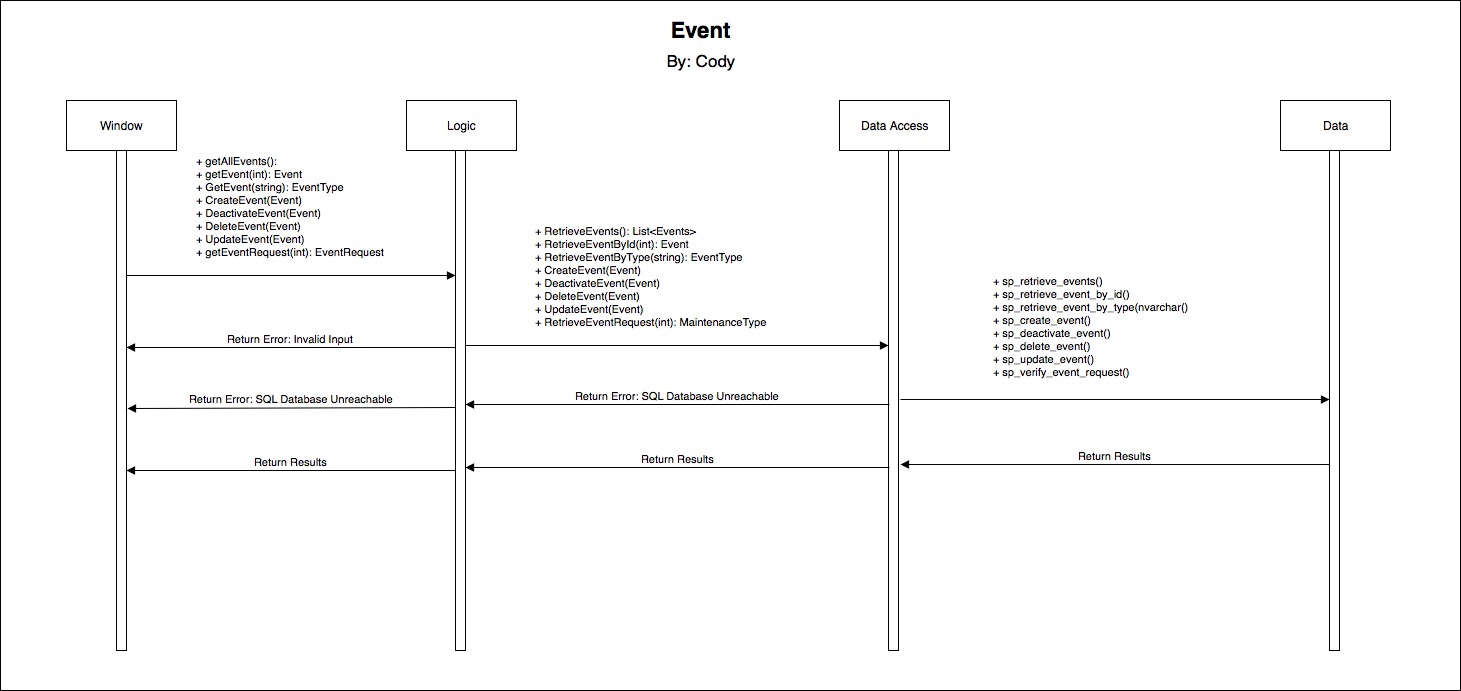 Event
By: Cody
Window
Logic
Data Access
Data
+ getAllEvents():
+ getEvent(int): Event
+ GetEvent(string): EventType
+ CreateEvent(Event)
+ DeactivateEvent(Event)
+ DeleteEvent(Event)
+ UpdateEvent(Event)
+ getEventRequest(int): EventRequest
+ RetrieveEvents(): List<Events>
+ RetrieveEventById(int): Event
+ RetrieveEventByType(string): EventType
+ CreateEvent(Event)
+ DeactivateEvent(Event)
+ DeleteEvent(Event)
+ UpdateEvent(Event)
+ RetrieveEventRequest(int): MaintenanceType
+ sp_retrieve_events()
+ sp_retrieve_event_by_id()
+ sp_retrieve_event_by_type(nvarchar()
+ sp_create_event()
+ sp_deactivate_event()
+ sp_delete_event()
+ sp_update_event()
+ sp_verify_event_request()
Return Error: Invalid Input
Return Error: SQL Database Unreachable
Return Error: SQL Database Unreachable
Return Results
Return Results
Return Results